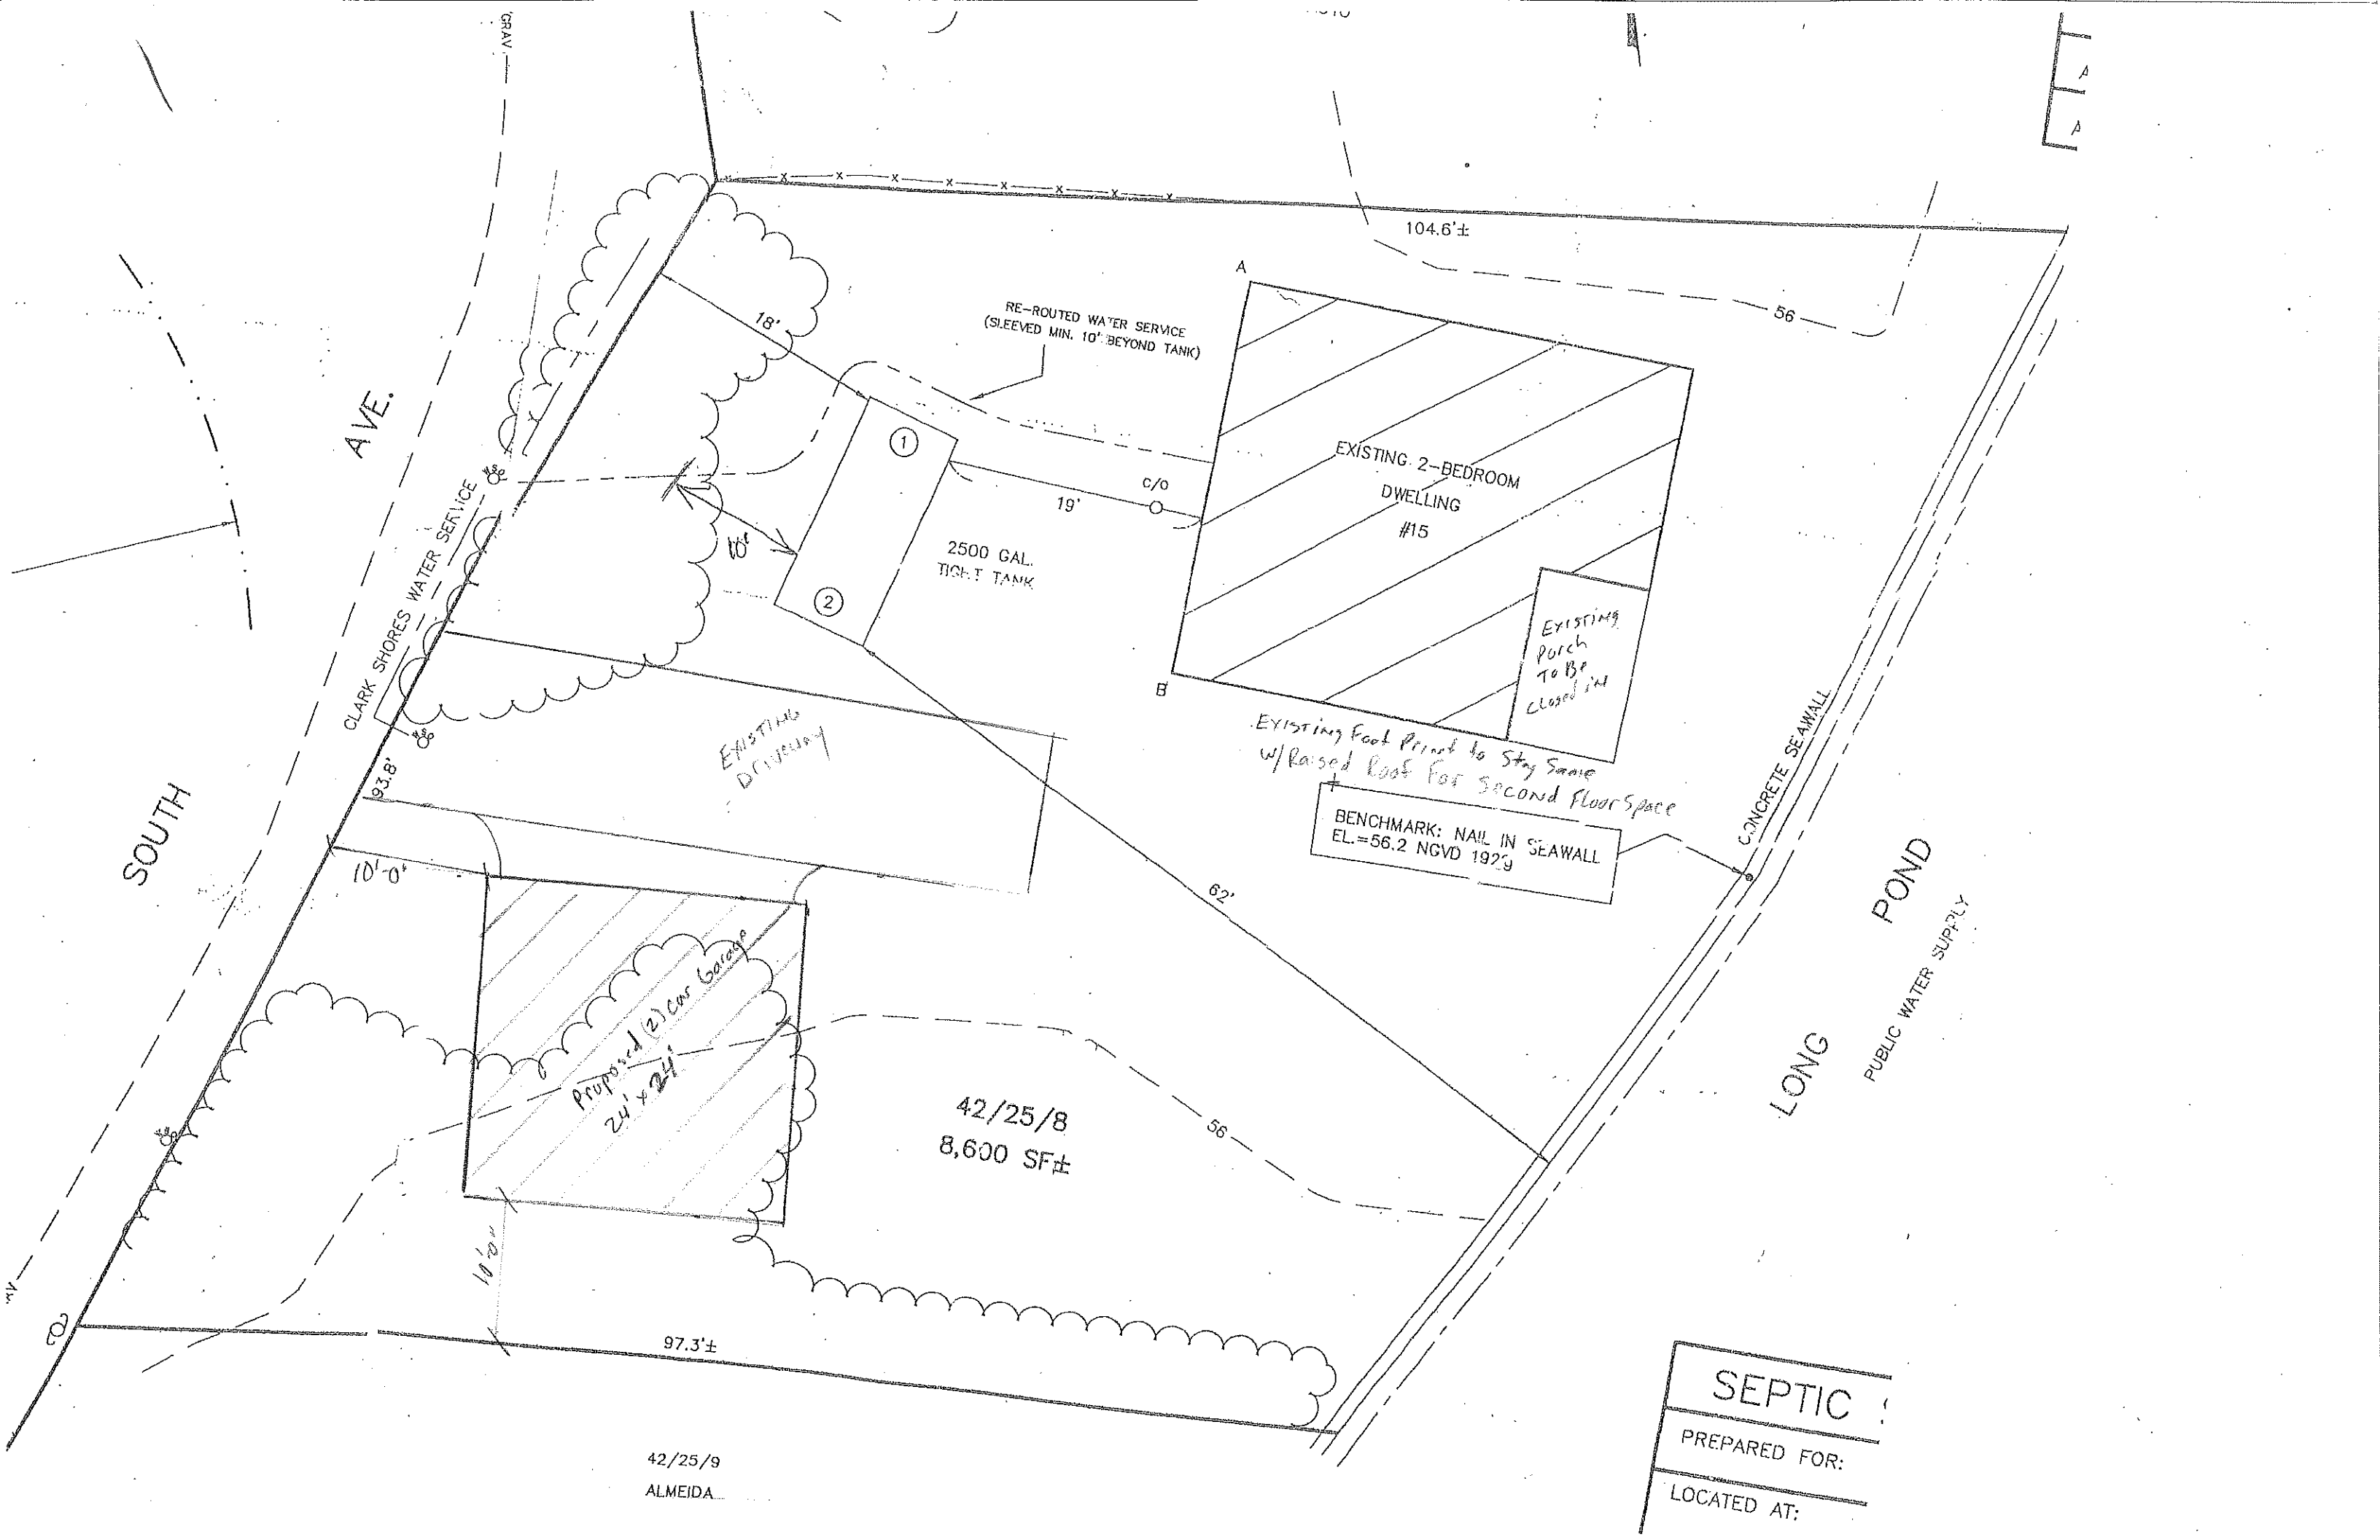 GRAV
A
A
104.6'±
A
RE-ROUTED WATER SERVICE
(SLEEVED MIN. 10' BEYOND TANK)
56
18'
AVE.
1
EXISTING 2-BEDROOM
DWELLING
#15
c/o
19'
CLARK SHORES WATER SERVICE
10'
2500 GAL.
TIGHT TANK
2
Existing
Porch
To Be
closed in
B
EXISTING
Driveway
Existing Foot Print to Stay Same
w/Raised Roof For Second Floor Space
93.8'
SOUTH
BENCHMARK: NAIL IN SEAWALL
EL.=56.2 NGVD 1929
CONCRETE SEAWALL
10'-0"
62'
LONG POND
PUBLIC WATER SUPPLY
Proposed (2) Car Garage
24' x 24'
42/25/8
8,600 SF±
56
10'-0"
97.3'±
SEPTIC
PREPARED FOR:
LOCATED AT:
42/25/9
ALMEIDA